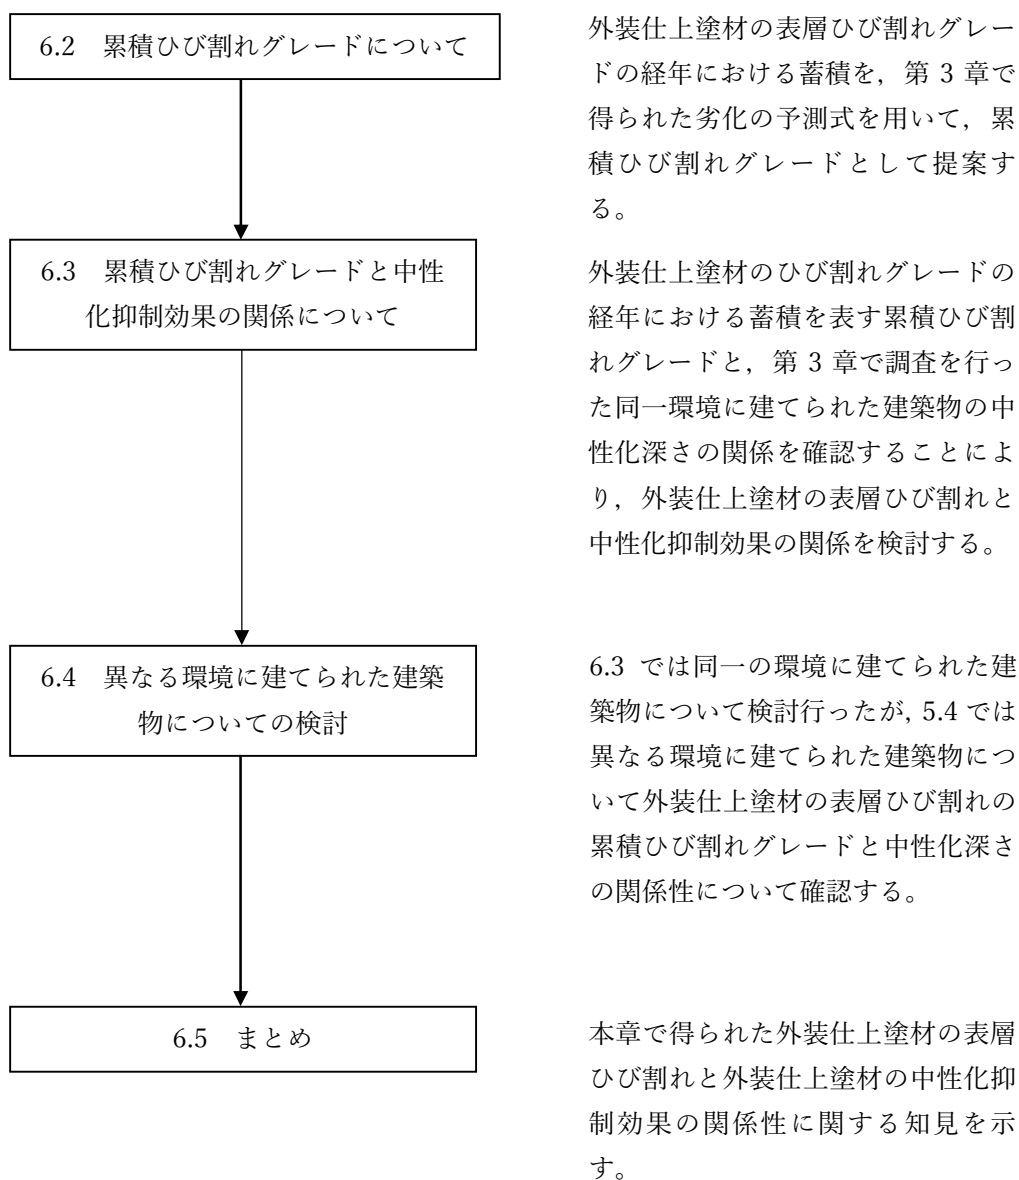 6.2 累積ひび割れグレードについて
外装仕上塗材の表層ひび割れグレー
ドの経年における蓄積を，第 3 章で
得られた劣化の予測式を用いて，累
積ひび割れグレードとして提案す
る。
6.3 累積ひび割れグレードと中性
化抑制効果の関係について
外装仕上塗材のひび割れグレードの
経年における蓄積を表す累積ひび割
れグレードと，第 3 章で調査を行っ
た同一環境に建てられた建築物の中
性化深さの関係を確認することによ
り，外装仕上塗材の表層ひび割れと
中性化抑制効果の関係を検討する。
6.4 異なる環境に建てられた建築
物についての検討
6.3 では同一の環境に建てられた建
築物について検討行ったが, 5.4 では
異なる環境に建てられた建築物につ
いて外装仕上塗材の表層ひび割れの
累積ひび割れグレードと中性化深さ
の関係性について確認する。
6.5 まとめ
本章で得られた外装仕上塗材の表層
ひび割れと外装仕上塗材の中性化抑
制効果の関係性に関する知見を示
す。